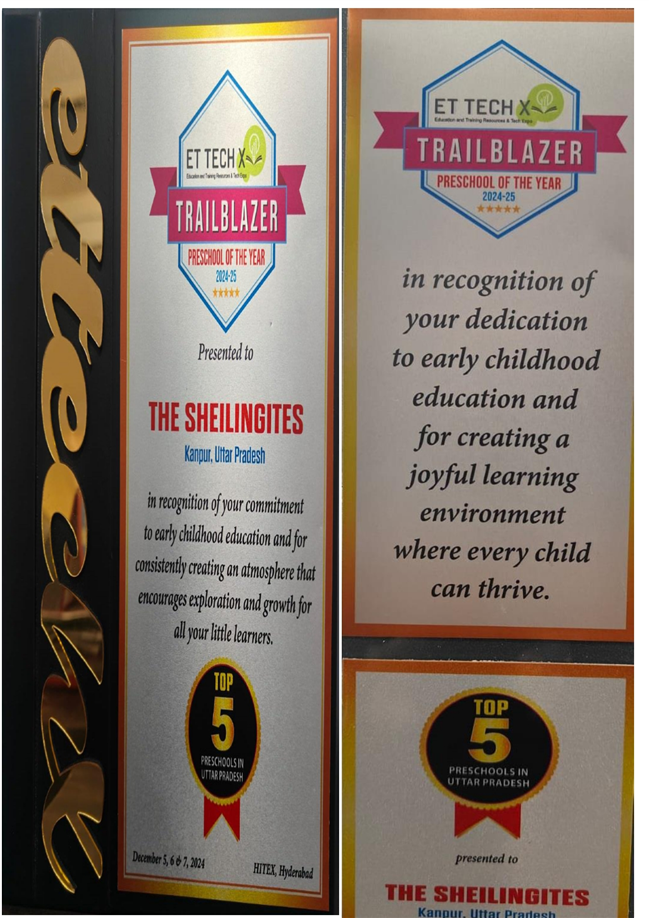 ettechx
ET TECH X
Education and Training Resources & Tech Expo
TRAILBLAZER
PRESCHOOL OF THE YEAR
2024-25
Presented to
THE SHEILINGITES
Kanpur, Uttar Pradesh
in recognition of your commitment
to early childhood education and for
consistently creating an atmosphere that
encourages exploration and growth for
all your little learners.
TOP
5
PRESCHOOLS IN
UTTAR PRADESH
December 5, 6 & 7, 2024
HITEX, Hyderabad
ET TECH X
Education and Training Resources & Tech Expo
TRAILBLAZER
PRESCHOOL OF THE YEAR
2024-25
in recognition of
your dedication
to early childhood
education and
for creating a
joyful learning
environment
where every child
can thrive.
TOP
5
PRESCHOOLS IN
UTTAR PRADESH
presented to
THE SHEILINGITES
Kanpur, Uttar Pradesh